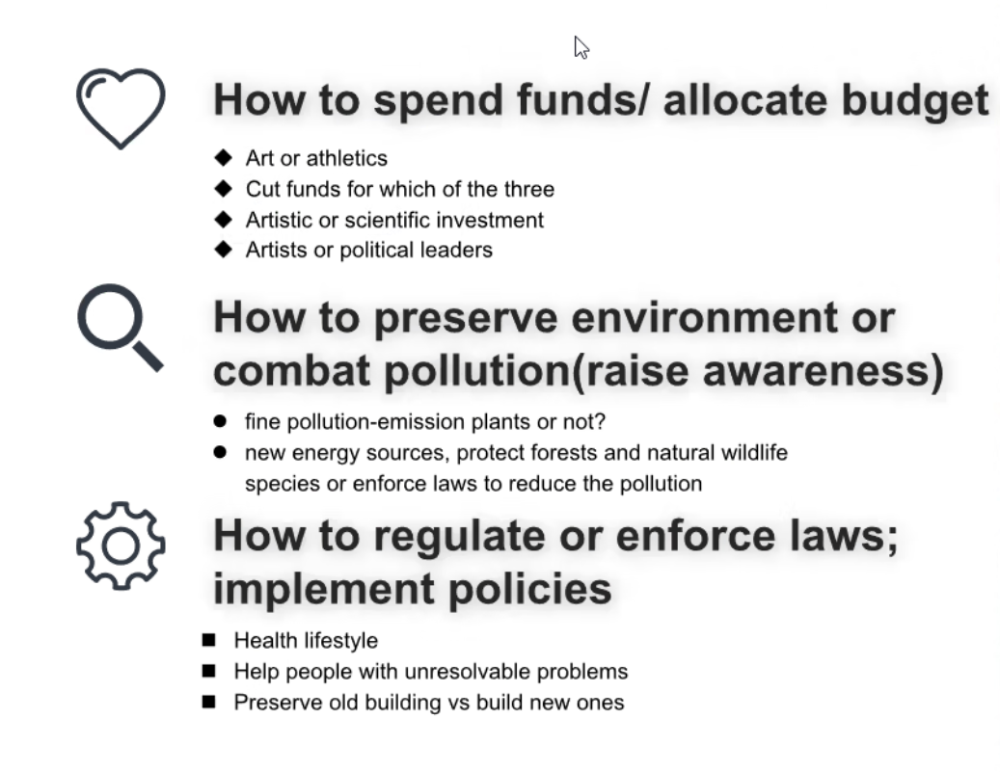 How to spend funds/ allocate budget
Art or athletics
Cut funds for which of the three
Artistic or scientific investment
Artists or political leaders
How to preserve environment or
combat pollution(raise awareness)
fine pollution-emission plants or not?
new energy sources, protect forests and natural wildlife
species or enforce laws to reduce the pollution
How to regulate or enforce laws;
implement policies
Health lifestyle
Help people with unresolvable problems
Preserve old building vs build new ones